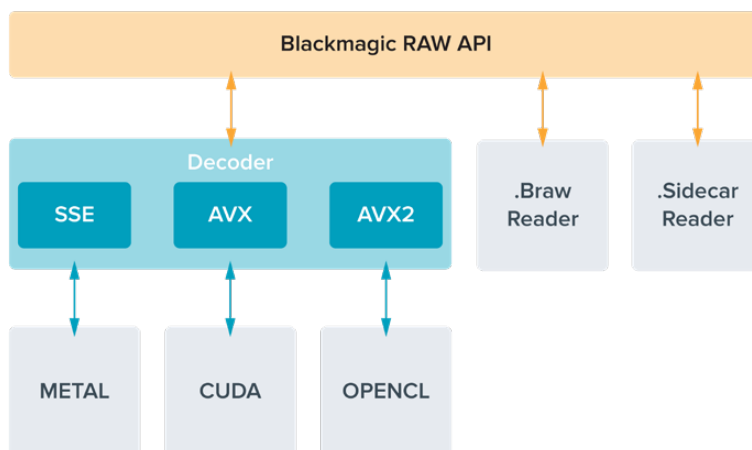 Blackmagic RAW API
Decoder
SSE
AVX
AVX2
.Braw
Reader
.Sidecar
Reader
METAL
CUDA
OPENCL